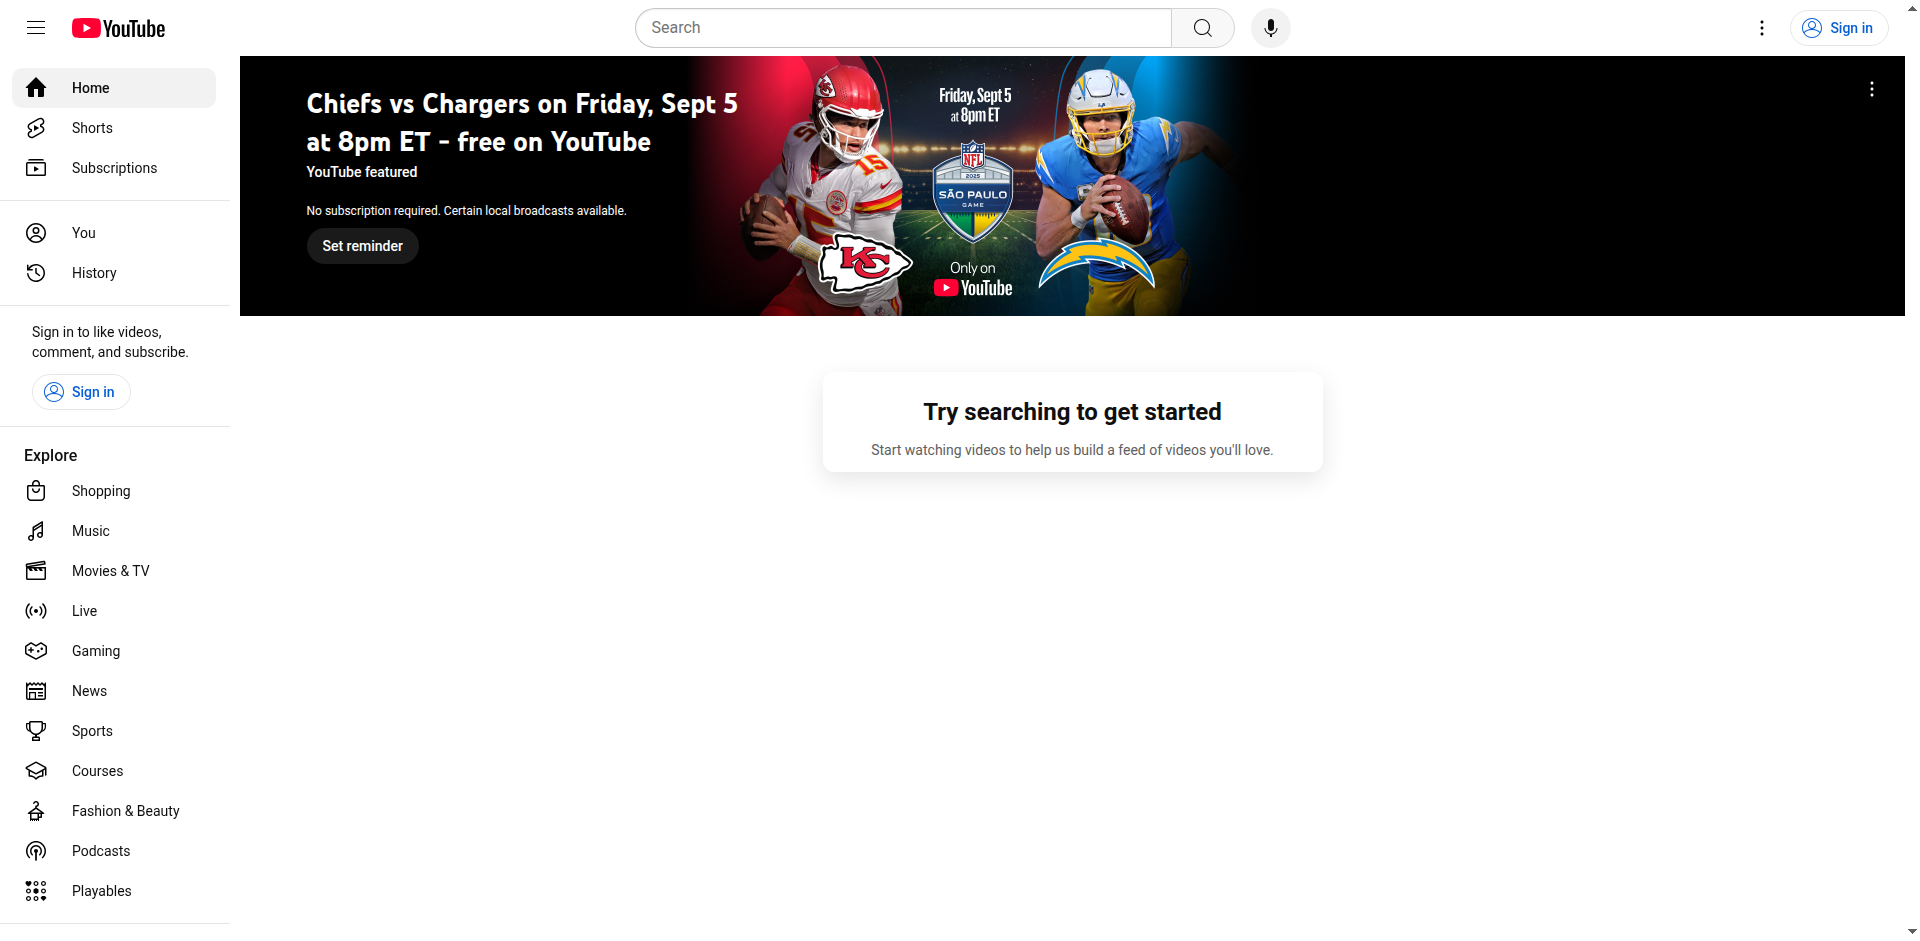 YouTube
Search
Sign in
Home
Shorts
Subscriptions
You
History
Sign in to like videos,
comment, and subscribe.
Sign in
Explore
Shopping
Music
Movies & TV
Live
Gaming
News
Sports
Courses
Fashion & Beauty
Podcasts
Playables
Chiefs vs Chargers on Friday, Sept 5
at 8pm ET - free on YouTube
YouTube featured
No subscription required. Certain local broadcasts available.
Set reminder
15
15
Friday, Sept 5
at 8pm ET
NFL
2025
SÃO PAULO
GAME
KC
Only on
YouTube
Try searching to get started
Start watching videos to help us build a feed of videos you'll love.